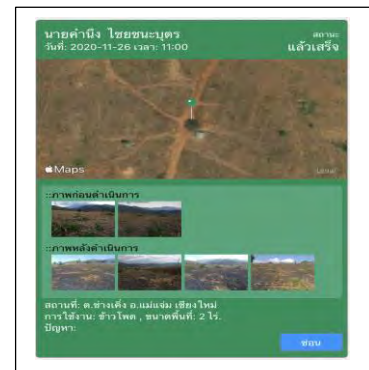 นายคำนึง ไชยชนะบุตร
สถานะ
วันที่: 2020-11-26 เวลา: 11:00
แล้วเสร็จ
Maps
Legal
::ภาพก่อนดำเนินการ
::ภาพหลังดำเนินการ
สถานที่: ต.ช่างเคิ่ง อ.แม่แจ่ม เชียงใหม่
การใช้งาน: ข้าวโพด , ขนาดพื้นที่: 2 ไร่.
ปัญหา:
ซ่อน